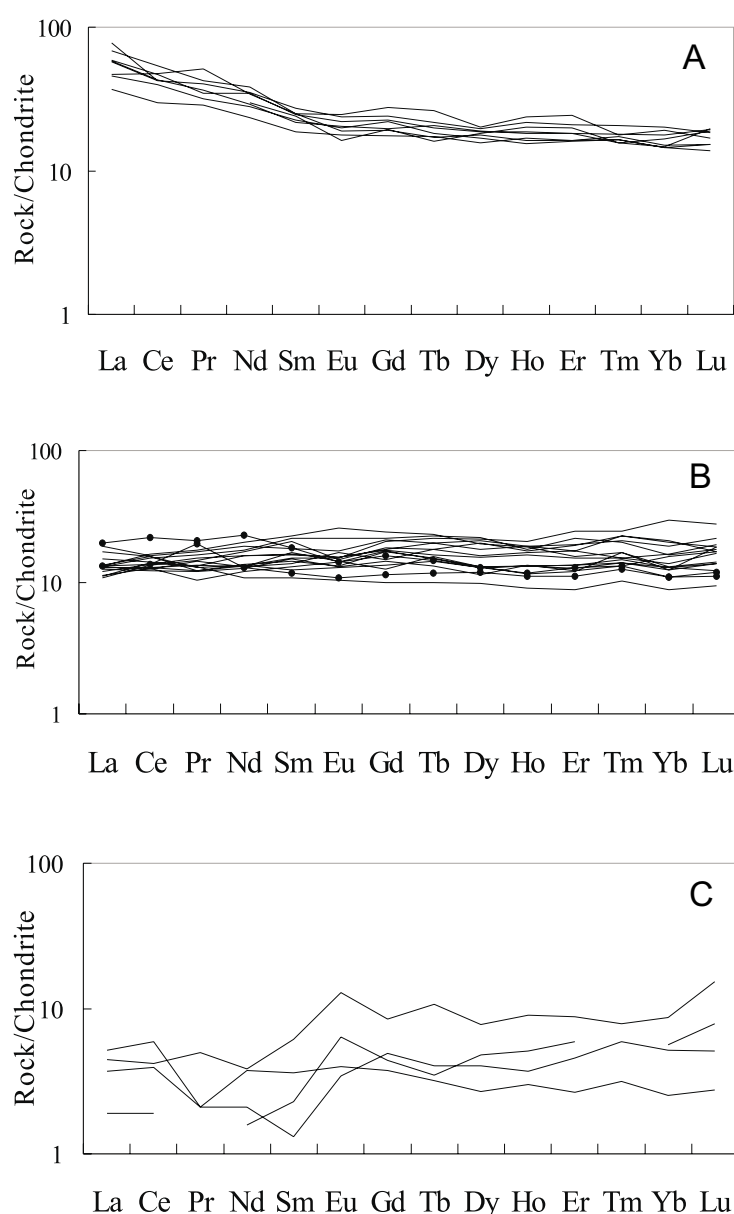 100
A
Rock/Chondrite
10
1
La Ce Pr Nd Sm Eu Gd Tb Dy Ho Er Tm Yb Lu
100
B
Rock/Chondrite
10
1
La Ce Pr Nd Sm Eu Gd Tb Dy Ho Er Tm Yb Lu
100
C
Rock/Chondrite
10
1
La Ce Pr Nd Sm Eu Gd Tb Dy Ho Er Tm Yb Lu